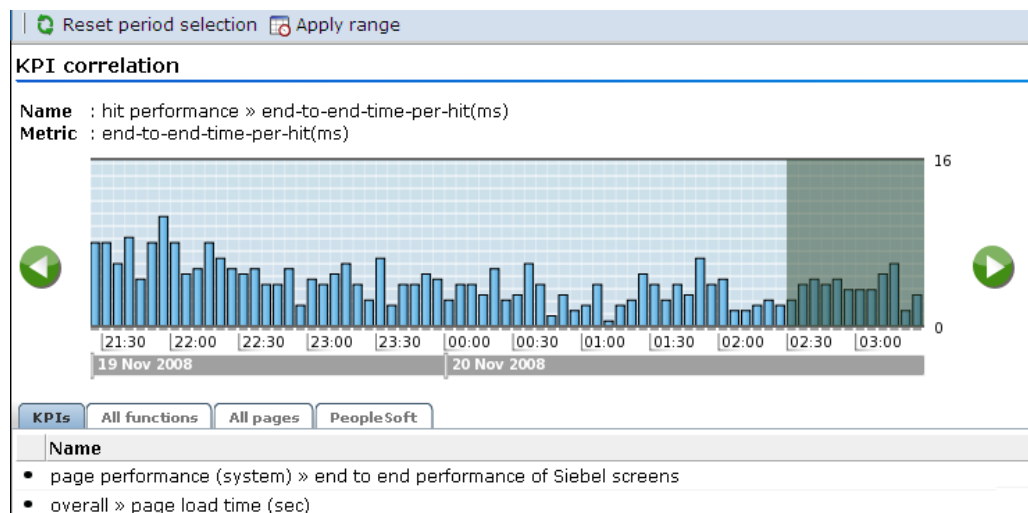 Reset period selection Apply range
KPI correlation
Name : hit performance » end-to-end-time-per-hit(ms)
Metric : end-to-end-time-per-hit(ms)
16
0
21:30 22:00 22:30 23:00 23:30 00:00 00:30 01:00 01:30 02:00 02:30 03:00
19 Nov 2008 20 Nov 2008
KPIs All functions All pages PeopleSoft
Name
• page performance (system) » end to end performance of Siebel screens
• overall » page load time (sec)